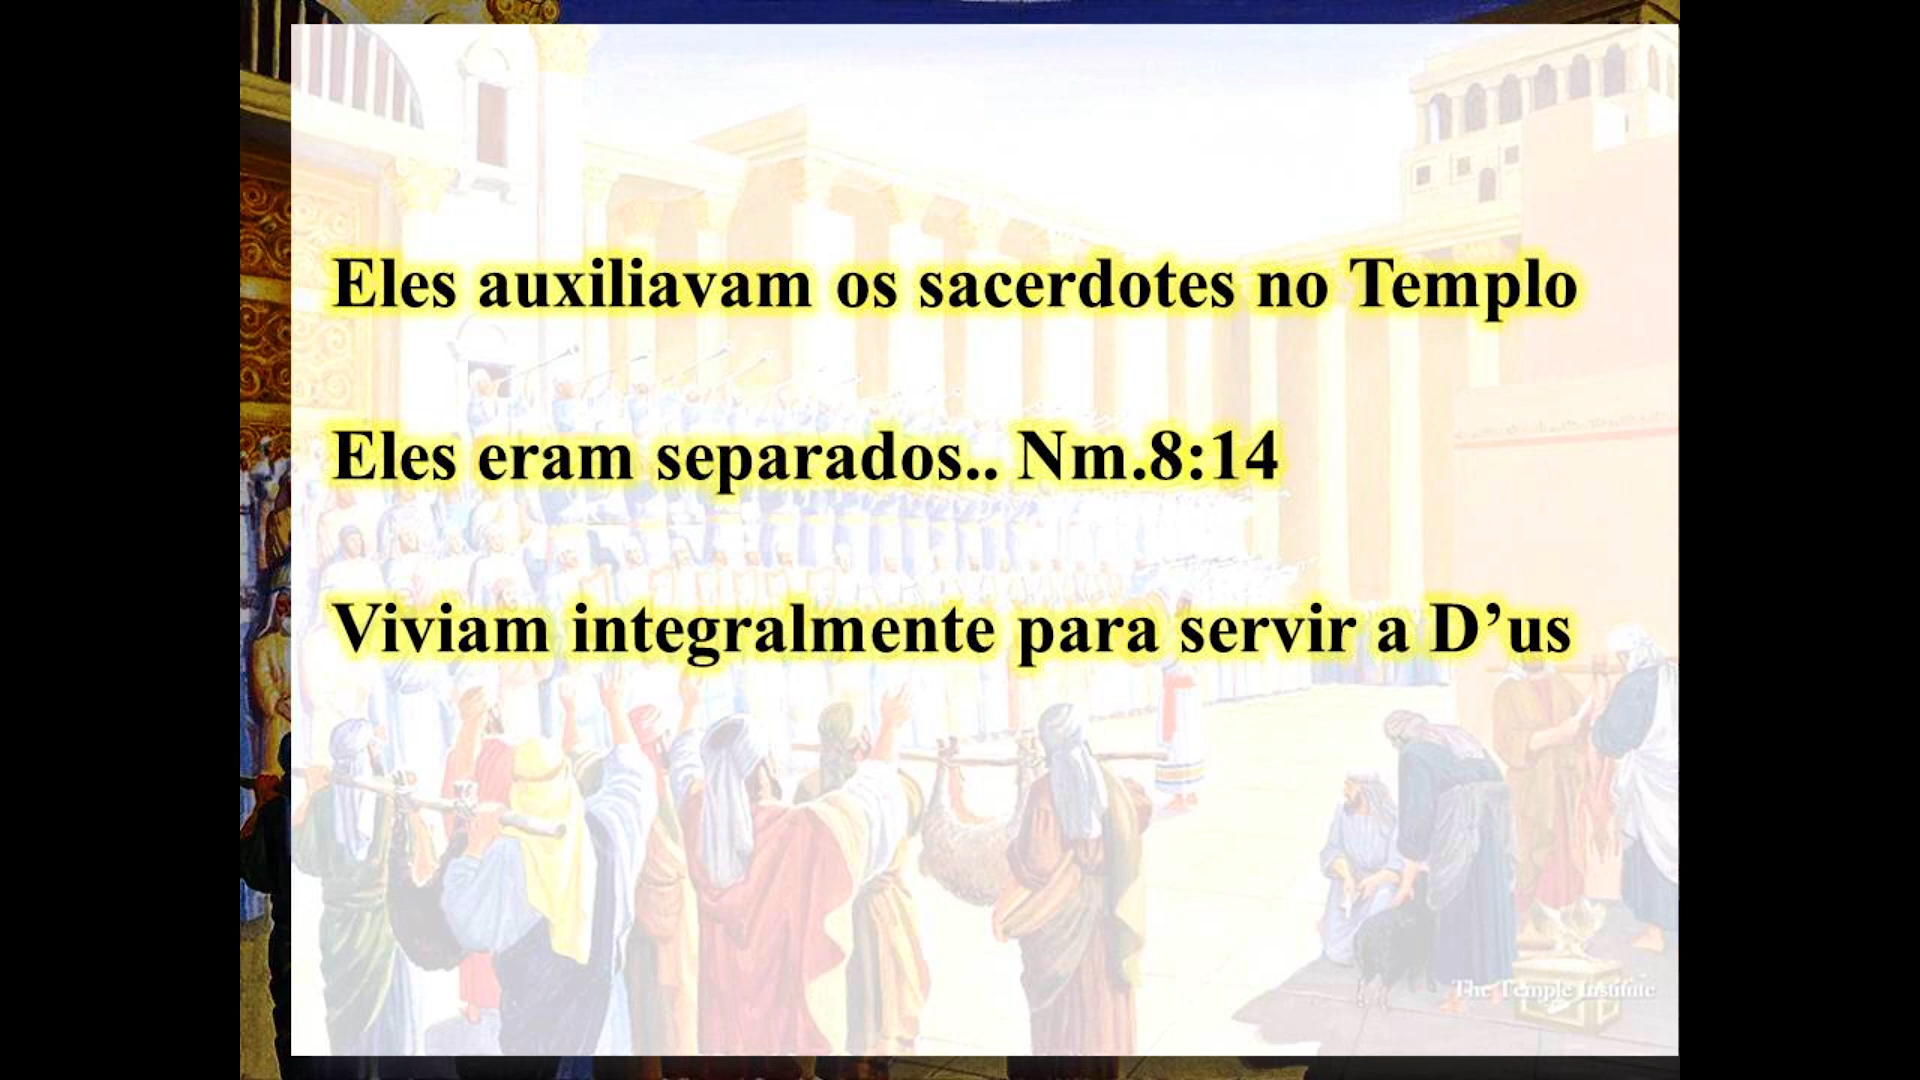 Eles auxiliavam os sacerdotes no Templo
Eles eram separados.. Nm.8:14
Viviam integralmente para servir a D’us
The Temple Institute